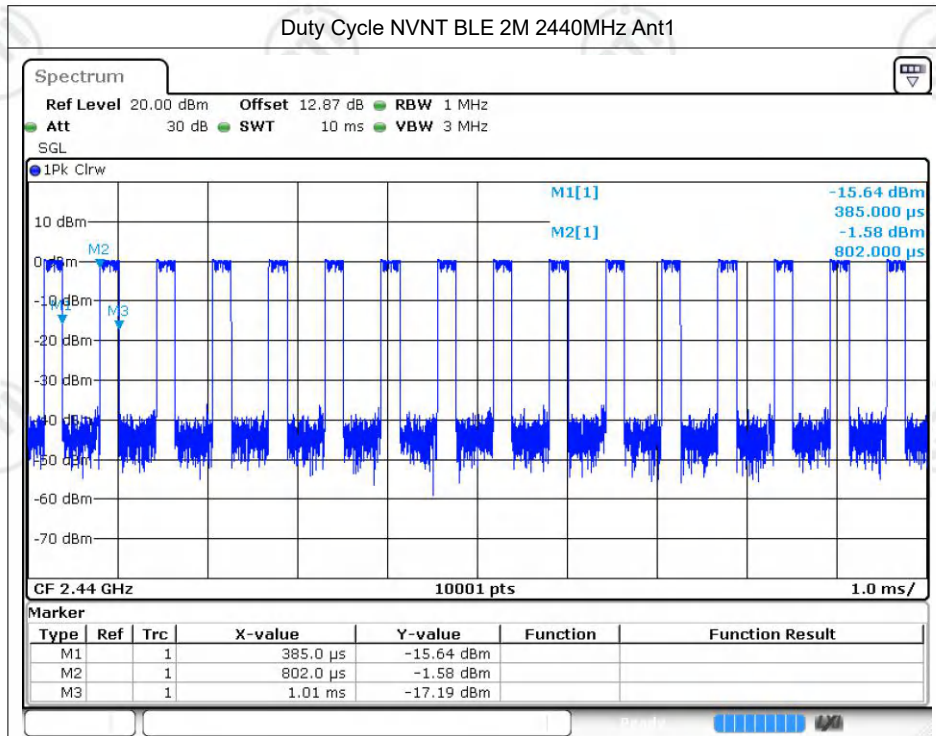 Duty Cycle NVNT BLE 2M 2440MHz Ant1
Spectrum
Ref Level 20.00 dBm Offset 12.87 dB RBW 1 MHz
Att 30 dB SWT 10 ms VBW 3 MHz
SGL
1Pk Clrw
M1[1] -15.64 dBm
385.000 µs
10 dBm
M2[1] -1.58 dBm
802.000 µs
M2
0 dBm
-10 dBm
M1
M3
-20 dBm
-30 dBm
-40 dBm
-50 dBm
-60 dBm
-70 dBm
CF 2.44 GHz 10001 pts 1.0 ms/
Marker
Type Ref Trc X-value Y-value Function Function Result
M1 1 385.0 µs -15.64 dBm
M2 1 802.0 µs -1.58 dBm
M3 1 1.01 ms -17.19 dBm
Ready
LXI